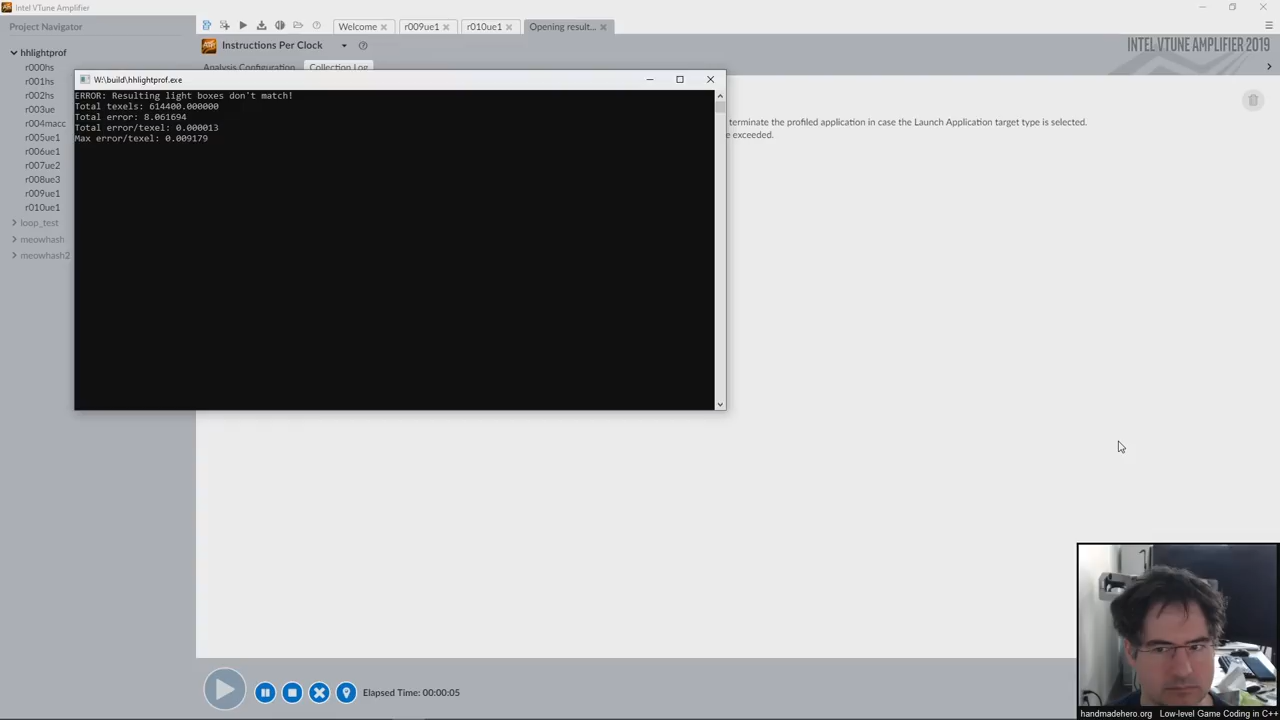 Intel VTune Amplifier
Project Navigator
Welcome
r009ue1
r010ue1
Opening result...
Instructions Per Clock
INTEL VTUNE AMPLIFIER 2019
Analysis Configuration
Collection Log
hhlightprof
r000hs
r001hs
r002hs
r003ue
r004macc
r005ue1
r006ue1
r007ue2
r008ue3
r009ue1
r010ue1
loop_test
meowhash
meowhash2
W:\build\hhlightprof.exe
ERROR: Resulting light boxes don't match!
Total texels: 614400.000000
Total error: 8.061694
Total error/texel: 0.000013
Max error/texel: 0.009179
terminate the profiled application in case the Launch Application target type is selected.
e exceeded.
Elapsed Time: 00:00:05
handmadehero.org Low-level Game Coding in C++